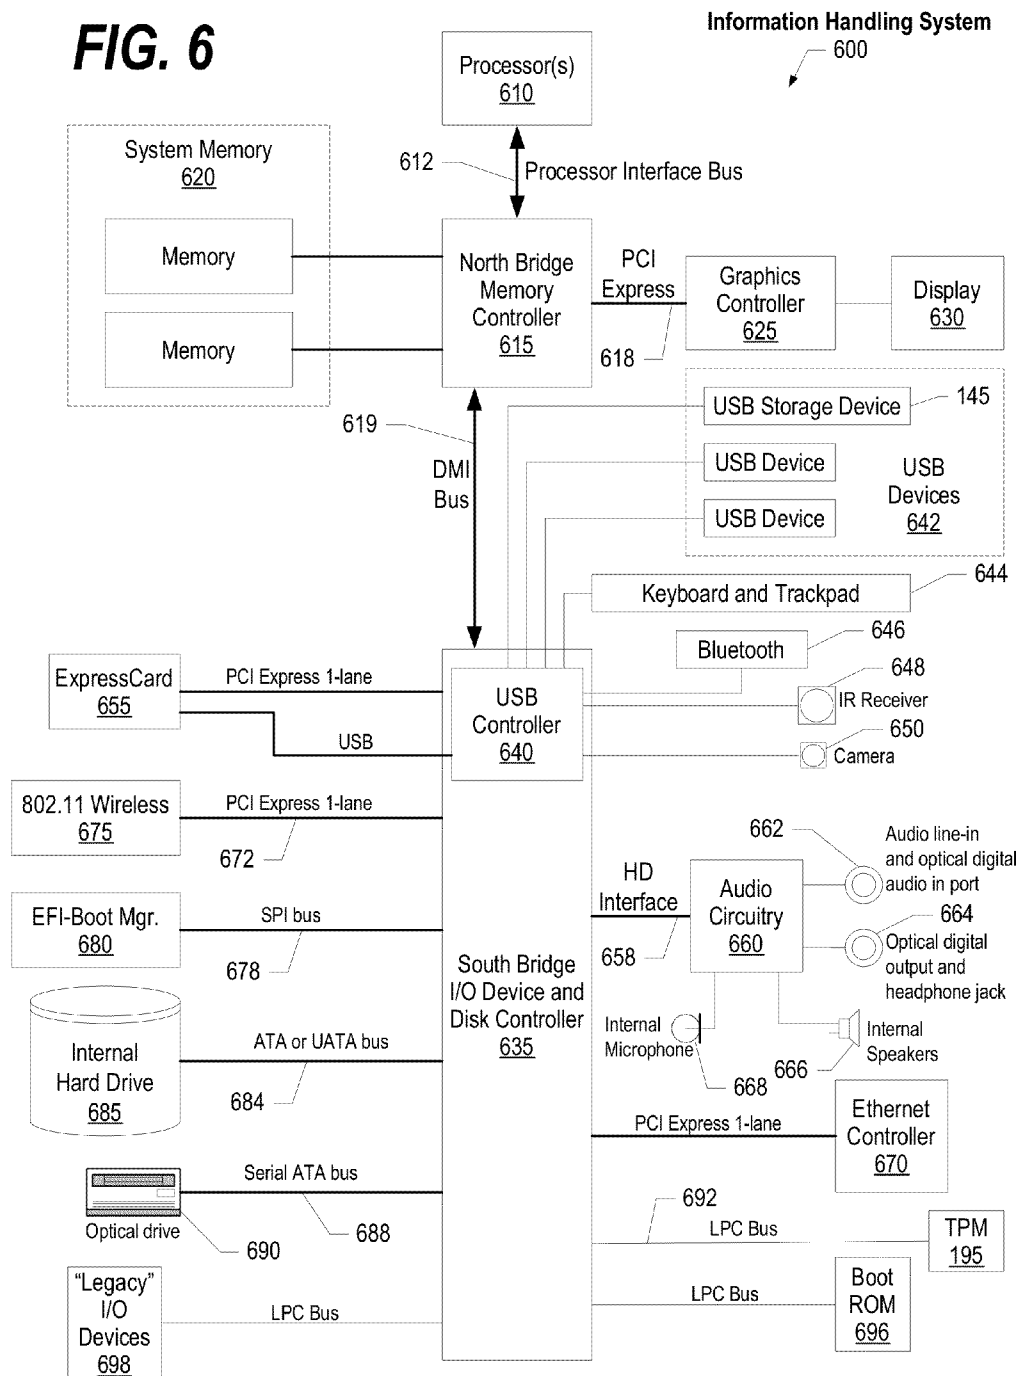 FIG. 6
Information Handling System
600
Processor(s)
610
612
Processor Interface Bus
System Memory
620
Memory
Memory
North Bridge
Memory
Controller
615
PCI
Express
618
Graphics
Controller
625
Display
630
619
DMI
Bus
USB Storage Device
145
USB Device
USB Device
USB
Devices
642
Keyboard and Trackpad
644
Bluetooth
646
648
IR Receiver
650
Camera
ExpressCard
655
PCI Express 1-lane
USB
USB
Controller
640
802.11 Wireless
675
PCI Express 1-lane
672
EFI-Boot Mgr.
680
SPI bus
678
South Bridge
I/O Device and
Disk Controller
635
HD
Interface
658
Audio
Circuitry
660
662
Audio line-in
and optical digital
audio in port
664
Optical digital
output and
headphone jack
Internal
Microphone
668
666
Internal
Speakers
Internal
Hard Drive
685
ATA or UATA bus
684
PCI Express 1-lane
Ethernet
Controller
670
Optical drive
690
Serial ATA bus
688
692
LPC Bus
TPM
195
"Legacy"
I/O
Devices
698
LPC Bus
LPC Bus
Boot
ROM
696